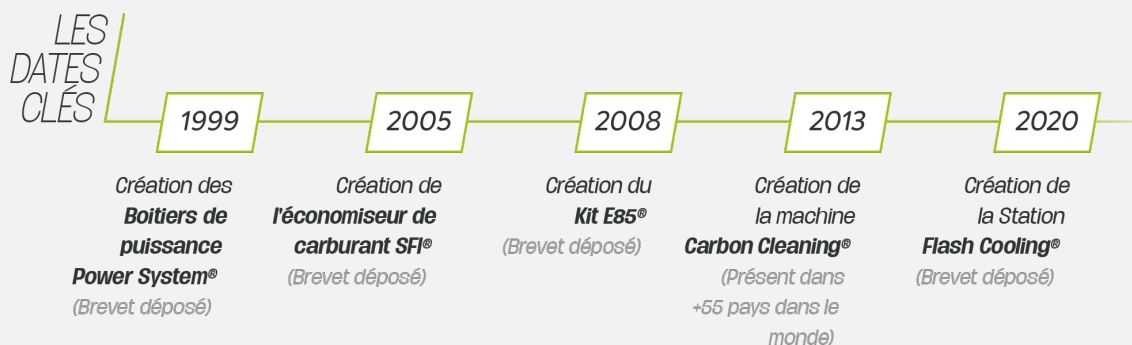 LES
DATES
CLÉS
1999
Création des
Boitiers de
puissance
Power System®
(Brevet déposé)
2005
Création de
l'économiseur de
carburant SFI®
(Brevet déposé)
2008
Création du
Kit E85®
(Brevet déposé)
2013
Création de
la machine
Carbon Cleaning®
(Présent dans
+55 pays dans le
monde)
2020
Création de
la Station
Flash Cooling®
(Brevet déposé)